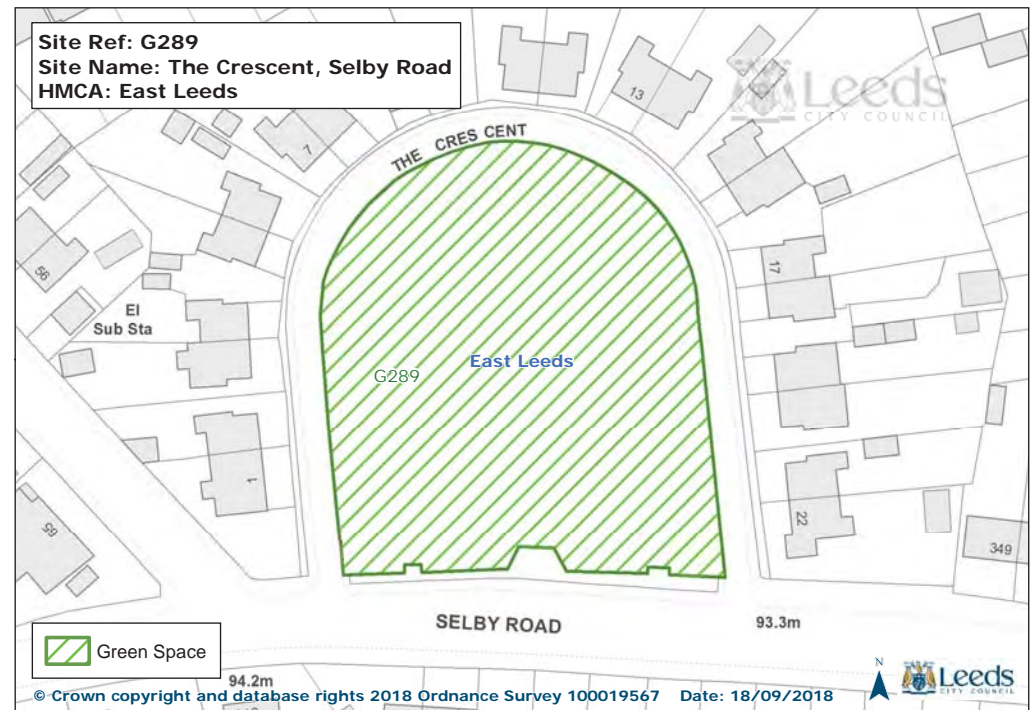 Site Ref: G289
Site Name: The Crescent, Selby Road
HMCA: East Leeds
Leeds
CITY COUNCIL
13
7
THE CRESCENT
56
17
El
Sub Sta
East Leeds
G289
1
22
65
349
SELBY ROAD
93.3m
Green Space
94.2m
N
Leeds
CITY COUNCIL
© Crown copyright and database rights 2018 Ordnance Survey 100019567 Date: 18/09/2018